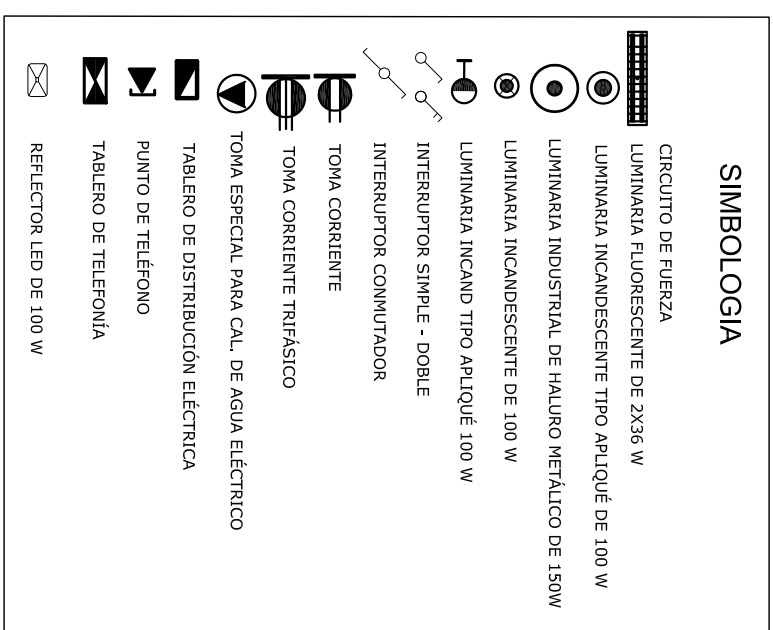 SIMBOLOGIA
CIRCUITO DE FUERZA
LUMINARIA FLUORESCENTE DE 2X36 W
LUMINARIA INCANDESCENTE TIPO APLIQUÉ DE 100 W
LUMINARIA INDUSTRIAL DE HALURO METÁLICO DE 150W
LUMINARIA INCANDESCENTE DE 100 W
LUMINARIA INCAND TIPO APLIQUÉ 100 W
INTERRUPTOR SIMPLE - DOBLE
INTERRUPTOR CONMUTADOR
TOMA CORRIENTE
TOMA CORRIENTE TRIFÁSICO
TOMA ESPECIAL PARA CAL. DE AGUA ELÉCTRICO
TABLERO DE DISTRIBUCIÓN ELÉCTRICA
PUNTO DE TELÉFONO
TABLERO DE TELEFONÍA
REFLECTOR LED DE 100 W